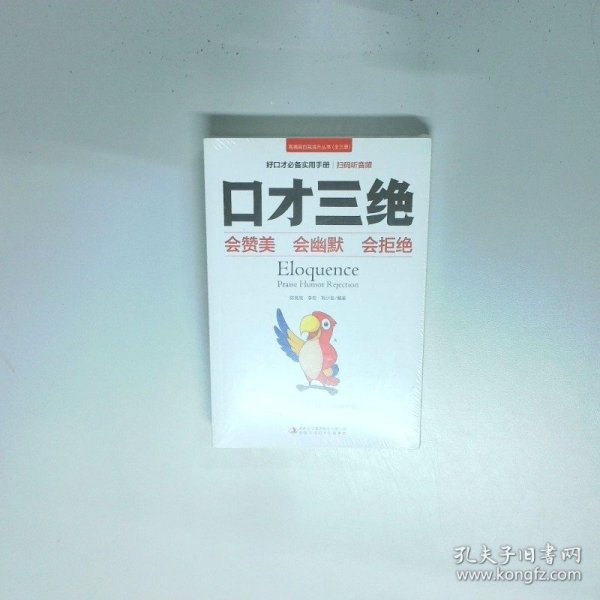 好口才必备实用手册 扫码听音频
口才三绝
会赞美 会幽默 会拒绝
Eloquence
Praise Humor Rejection
孔夫子旧书网
www.kongfz.com